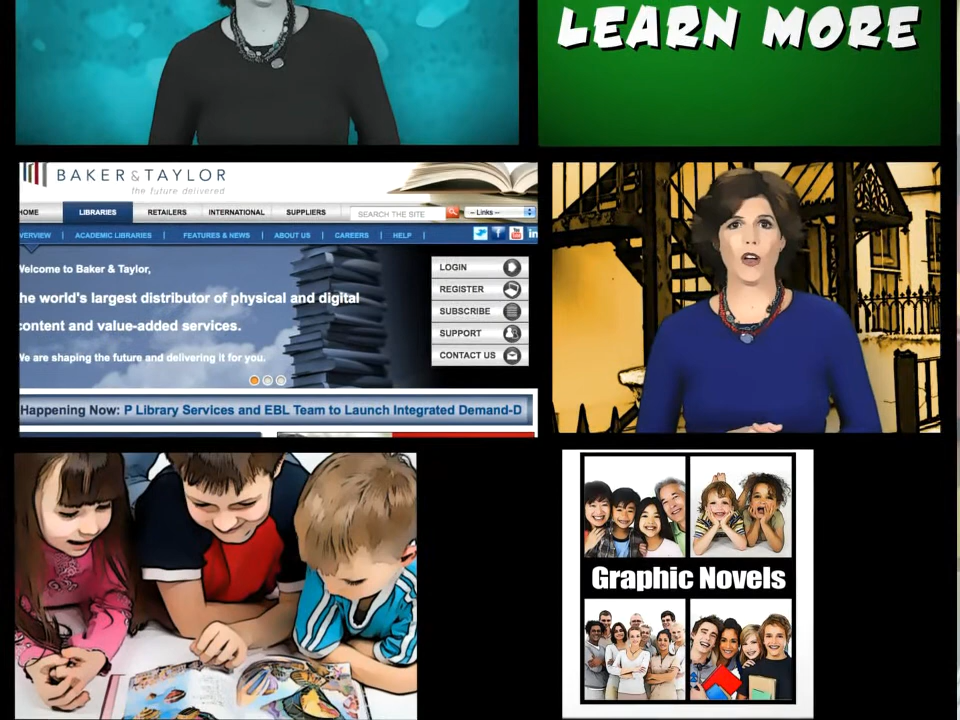 LEARN MORE
BAKER & TAYLOR
the future delivered
HOME LIBRARIES RETAILERS INTERNATIONAL SUPPLIERS SEARCH THE SITE -- Links --
VERVIEW | ACADEMIC LIBRARIES | FEATURES & NEWS | ABOUT US | CAREERS | HELP |
Welcome to Baker & Taylor,
he world's largest distributor of physical and digital
content and value-added services.
We are shaping the future and delivering it for you.
LOGIN
REGISTER
SUBSCRIBE
SUPPORT
CONTACT US
Happening Now: P Library Services and EBL Team to Launch Integrated Demand-D
Graphic Novels